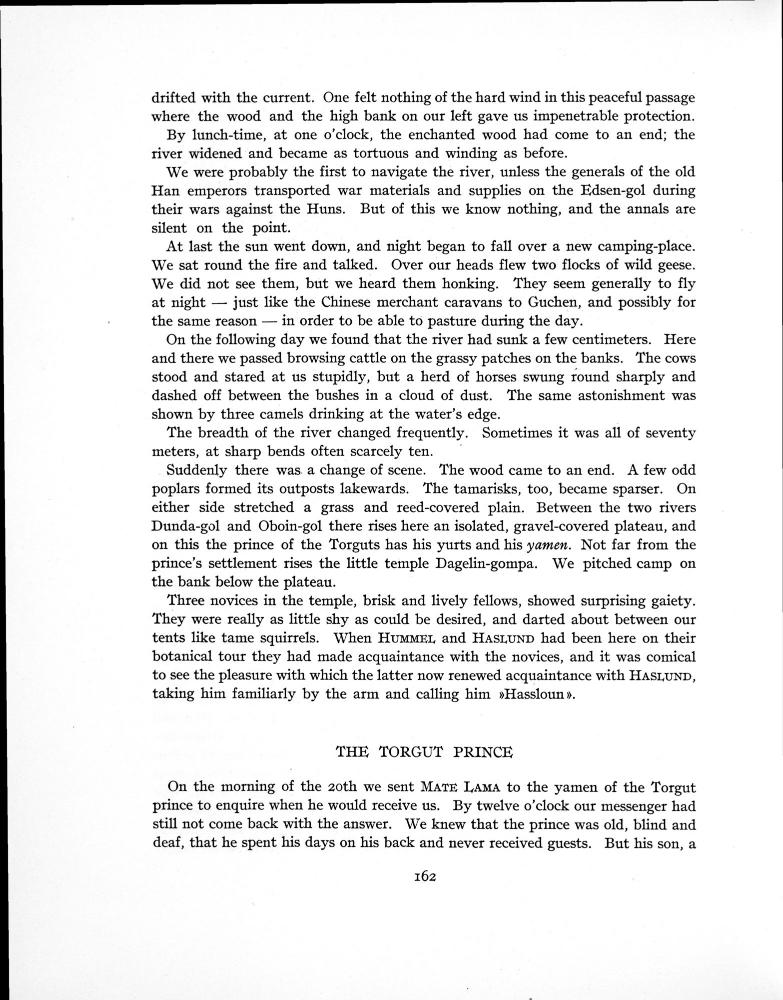 drifted with the current. One felt nothing of the hard wind in this peaceful passage
where the wood and the high bank on our left gave us impenetrable protection.
By lunch-time, at one o'clock, the enchanted wood had come to an end; the
river widened and became as tortuous and winding as before.
We were probably the first to navigate the river, unless the generals of the old
Han emperors transported war materials and supplies on the Edsen-gol during
their wars against the Huns. But of this we know nothing, and the annals are
silent on the point.
At last the sun went down, and night began to fall over a new camping-place.
We sat round the fire and talked. Over our heads flew two flocks of wild geese.
We did not see them, but we heard them honking. They seem generally to fly
at night — just like the Chinese merchant caravans to Guchen, and possibly for
the same reason — in order to be able to pasture during the day.
On the following day we found that the river had sunk a few centimeters. Here
and there we passed browsing cattle on the grassy patches on the banks. The cows
stood and stared at us stupidly, but a herd of horses swung round sharply and
dashed off between the bushes in a cloud of dust. The same astonishment was
shown by three camels drinking at the water's edge.
The breadth of the river changed frequently. Sometimes it was all of seventy
meters, at sharp bends often scarcely ten.
Suddenly there was a change of scene. The wood came to an end. A few odd
poplars formed its outposts lakewards. The tamarisks, too, became sparser. On
either side stretched a grass and reed-covered plain. Between the two rivers
Dunda-gol and Oboin-gol there rises here an isolated, gravel-covered plateau, and
on this the prince of the Torguts has his yurts and his yamen. Not far from the
prince's settlement rises the little temple Dagelin-gompa. We pitched camp on
the bank below the plateau.
Three novices in the temple, brisk and lively fellows, showed surprising gaiety.
They were really as little shy as could be desired, and darted about between our
tents like tame squirrels. When HUMMEL and HASLUND had been here on their
botanical tour they had made acquaintance with the novices, and it was comical
to see the pleasure with which the latter now renewed acquaintance with HASLUND,
taking him familiarly by the arm and calling him »Hassloun».
THE TORGUT PRINCE
On the morning of the 20th we sent MATE LAMA to the yamen of the Torgut
prince to enquire when he would receive us. By twelve o'clock our messenger had
still not come back with the answer. We knew that the prince was old, blind and
deaf, that he spent his days on his back and never received guests. But his son, a
162